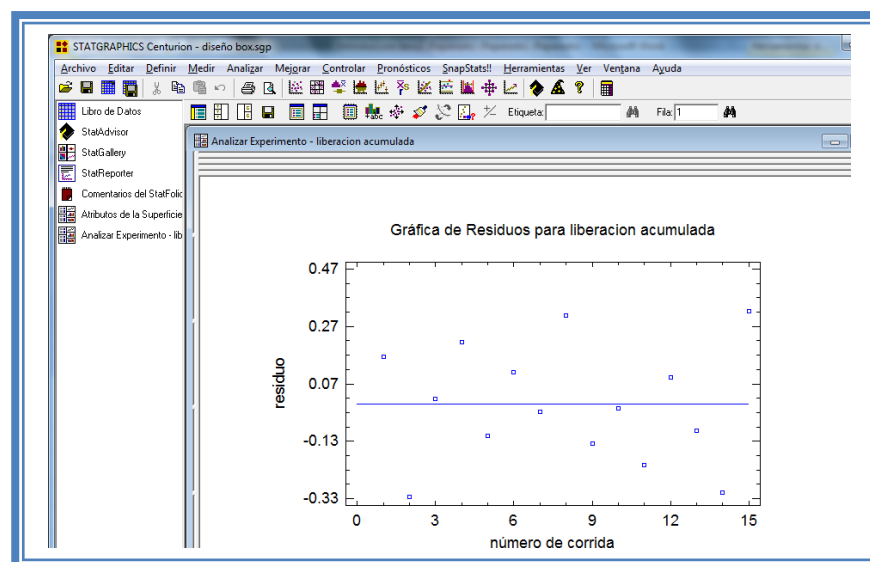 STATGRAPHICS Centurion - diseño box.sgp
Archivo Editar Definir Medir Analizar Mejorar Controlar Pronósticos SnapStats!! Herramientas Ver Ventana Ayuda
Etiqueta: Fila: 1
Libro de Datos
StatAdvisor
StatGallery
StatReporter
Comentarios del StatFolio
Atributos de la Superficie
Analizar Experimento - lib
Analizar Experimento - liberacion acumulada
Gráfica de Residuos para liberacion acumulada
0.47
0.27
0.07
-0.13
-0.33
residuo
0 3 6 9 12 15
número de corrida